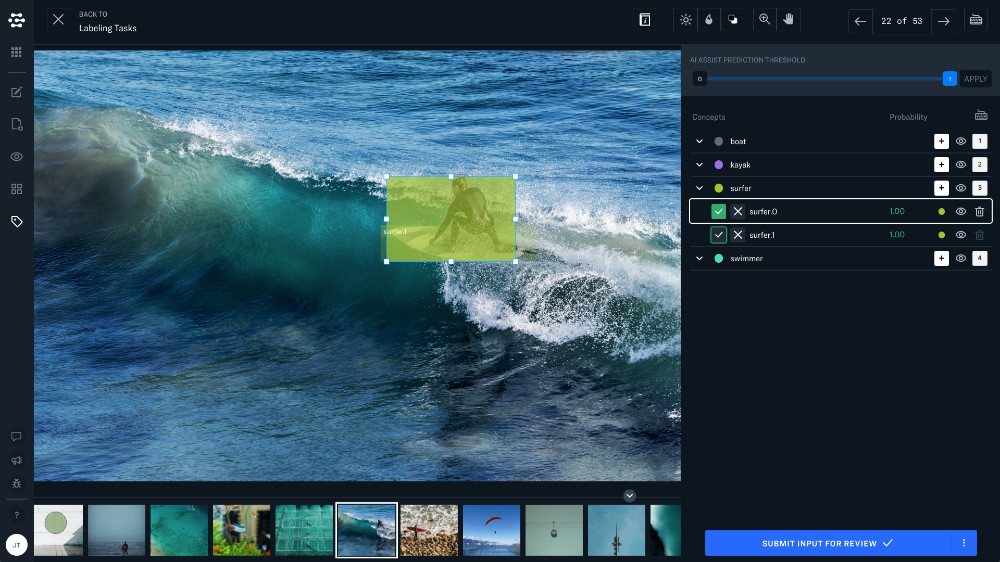 BACK TO
Labeling Tasks
22 of 53
AI ASSIST PREDICTION THRESHOLD
0
1
APPLY
Concepts
Probability
boat
1
kayak
2
surfer
3
surfer.0
1.00
surfer.1
1.00
swimmer
4
surfer.1
?
JT
SUBMIT INPUT FOR REVIEW